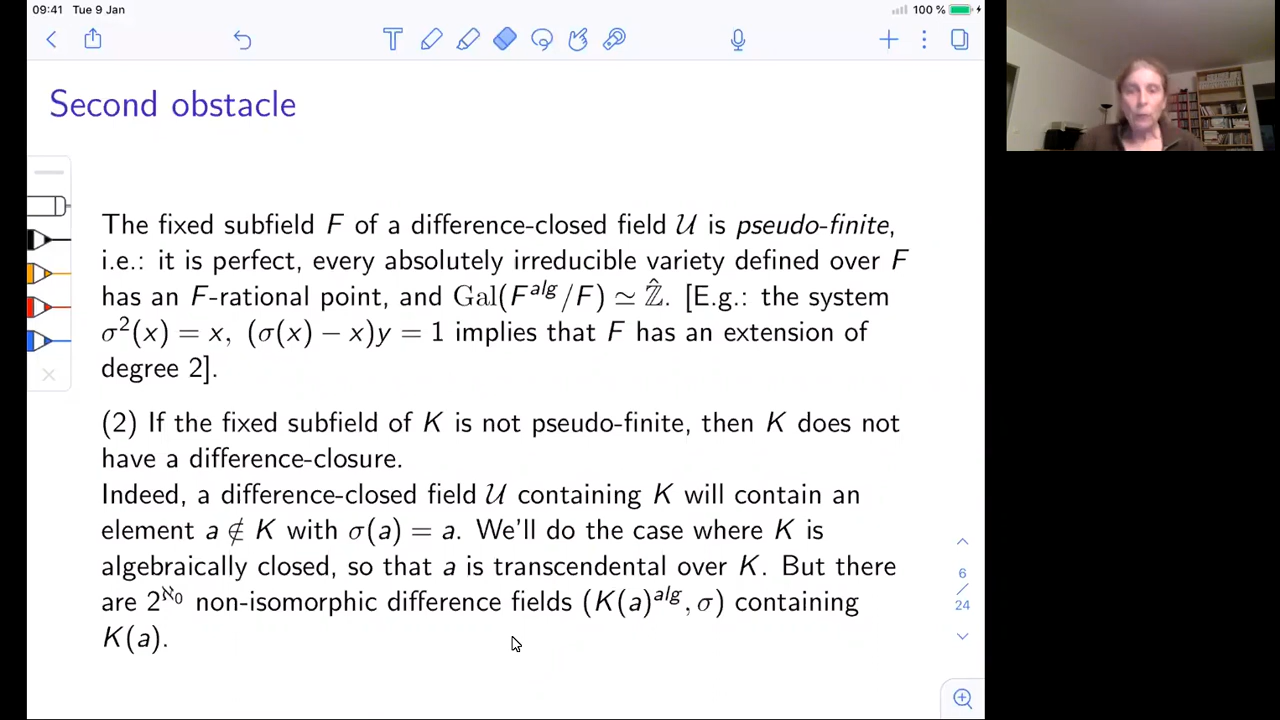 09:41 Tue 9 Jan
100 %
Second obstacle
The fixed subfield F of a difference-closed field 𝒰 is pseudo-finite,
i.e.: it is perfect, every absolutely irreducible variety defined over F
has an F-rational point, and Gal(F^{alg}/F) ≃ \hat{ℤ}. [E.g.: the system
σ²(x) = x, (σ(x) − x)y = 1 implies that F has an extension of
degree 2].
(2) If the fixed subfield of K is not pseudo-finite, then K does not
have a difference-closure.
Indeed, a difference-closed field 𝒰 containing K will contain an
element a ∉ K with σ(a) = a. We'll do the case where K is
algebraically closed, so that a is transcendental over K. But there
are 2^{ℵ₀} non-isomorphic difference fields (K(a)^{alg}, σ) containing
K(a).
6
/
24